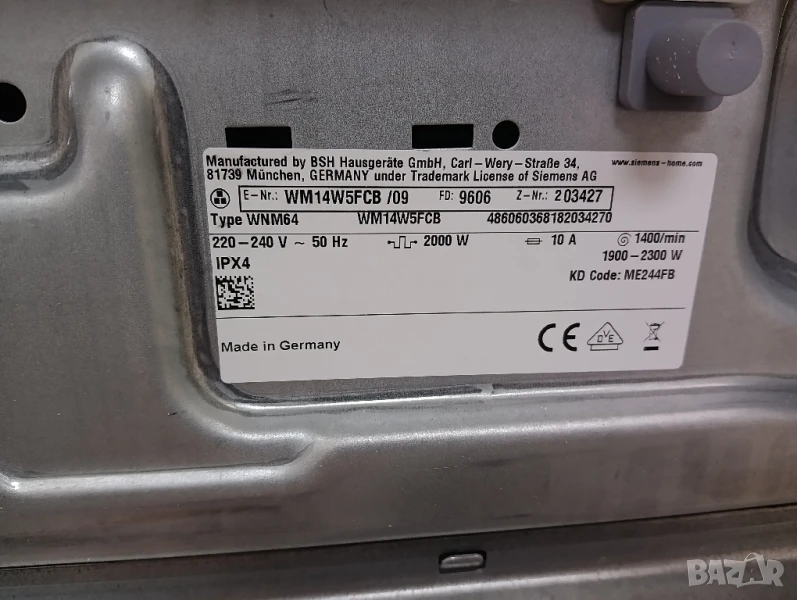 Manufactured by BSH Hausgeräte GmbH, Carl-Wery-Straße 34,
81739 München, GERMANY under Trademark License of Siemens AG
www.siemens-home.com
E-Nr.: WM14W5FCB /09 FD: 9606 Z-Nr.: 203427
Type WNM64 WM14W5FCB 486060368182034270
220-240 V ~ 50 Hz 2000 W 10 A 1400/min
1900-2300 W
IPX4
KD Code: ME244FB
Made in Germany
CE
DVE
BAZAR